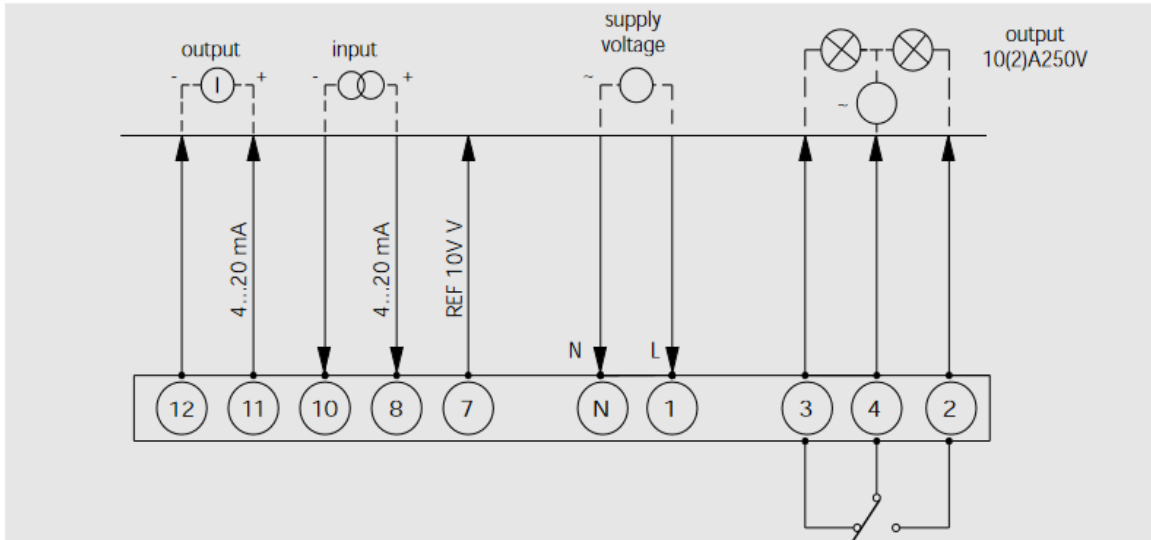 output
input
supply
voltage
output
10(2)A250V
-
+
-
+
~
~
4...20 mA
4...20 mA
REF 10V V
N
L
12
11
10
8
7
N
1
3
4
2
I